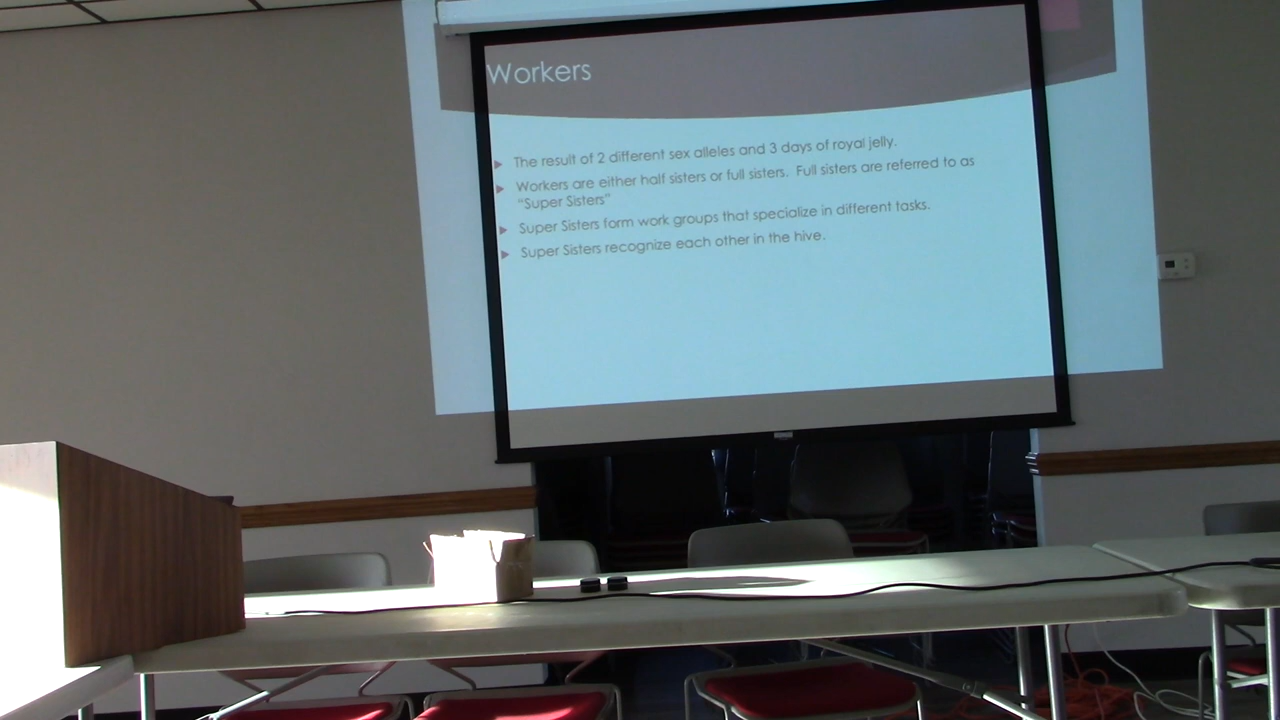 Workers
The result of 2 different sex alleles and 3 days of royal jelly.
Workers are either half sisters or full sisters. Full sisters are referred to as
"Super Sisters"
Super Sisters form work groups that specialize in different tasks.
Super Sisters recognize each other in the hive.